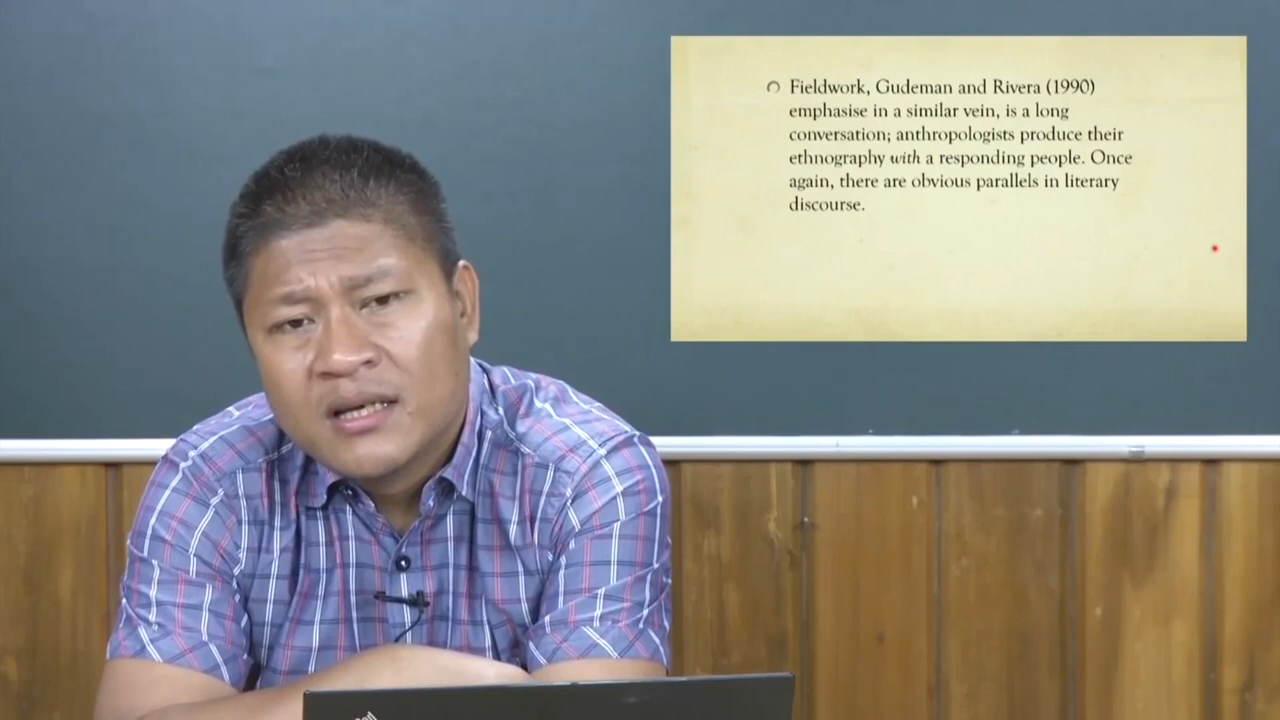 Fieldwork, Gudeman and Rivera (1990)
emphasise in a similar vein, is a long
conversation; anthropologists produce their
ethnography with a responding people. Once
again, there are obvious parallels in literary
discourse.